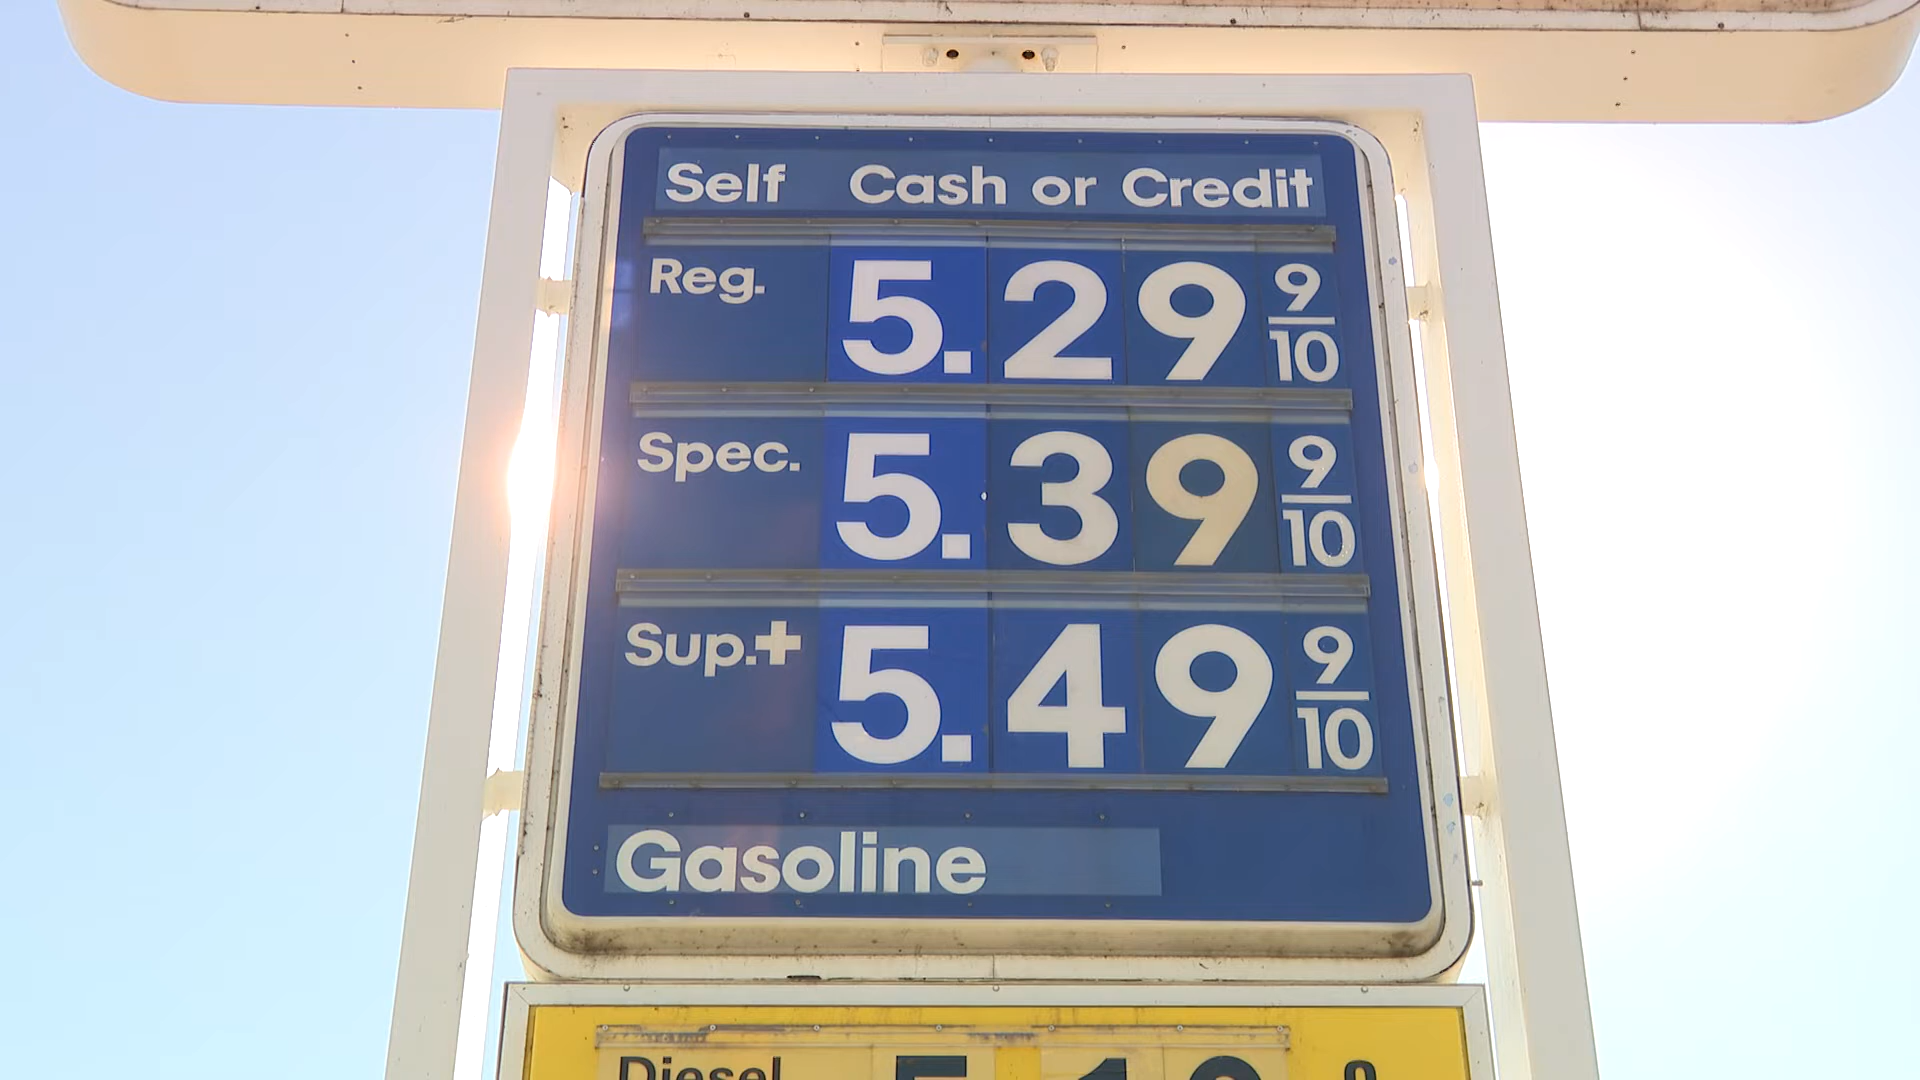 Self Cash or Credit
Reg. 5.29 9/10
Spec. 5.39 9/10
Sup.+ 5.49 9/10
Gasoline
Diesel